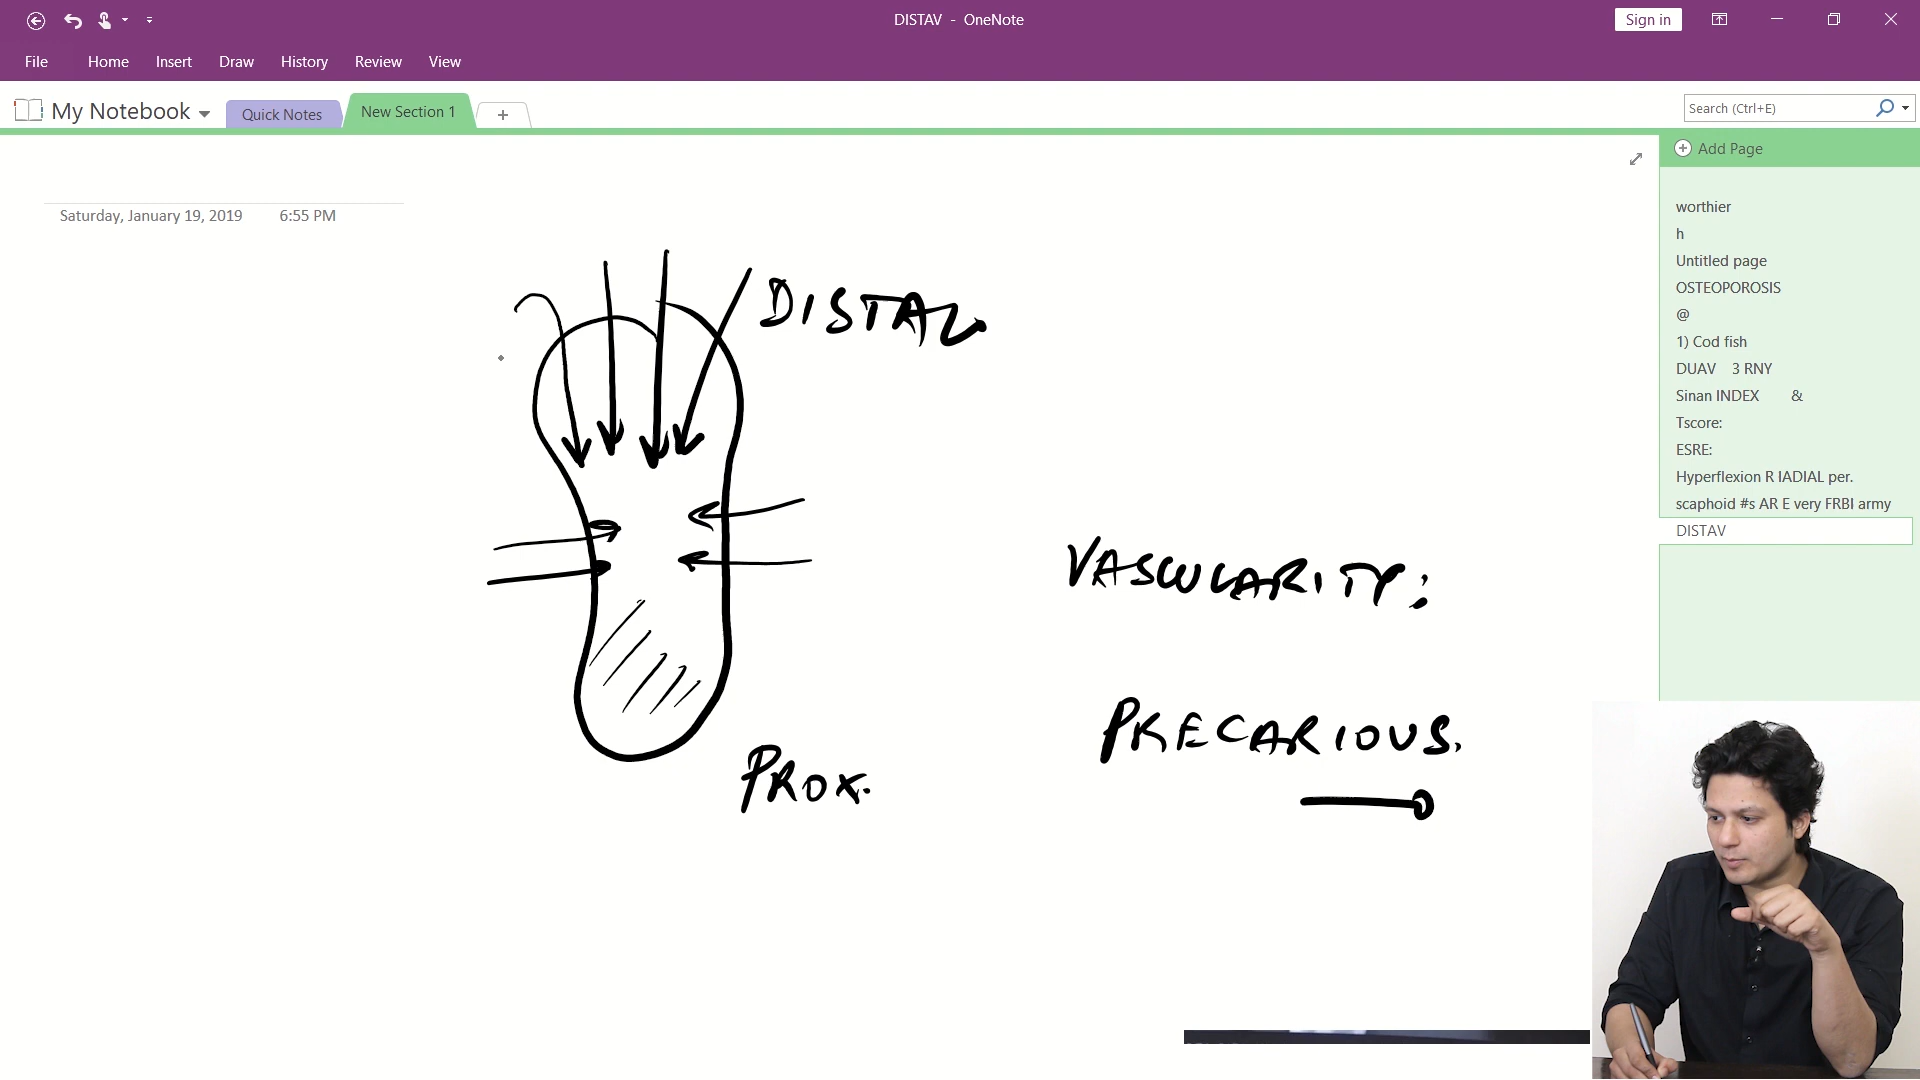 DISTAV - OneNote
Sign in
File Home Insert Draw History Review View
My Notebook Quick Notes New Section 1
Search (Ctrl+E)
Add Page
Saturday, January 19, 2019 6:55 PM
worthier
h
Untitled page
OSTEOPOROSIS
@
1) Cod fish
DUAV 3 RNY
Sinan INDEX &
Tscore:
ESRE:
Hyperflexion R IADIAL per.
scaphoid #s AR E very FRBI army
DISTAV
DISTAL
VASCULARITY:
PRECARIOUS.
PROX.